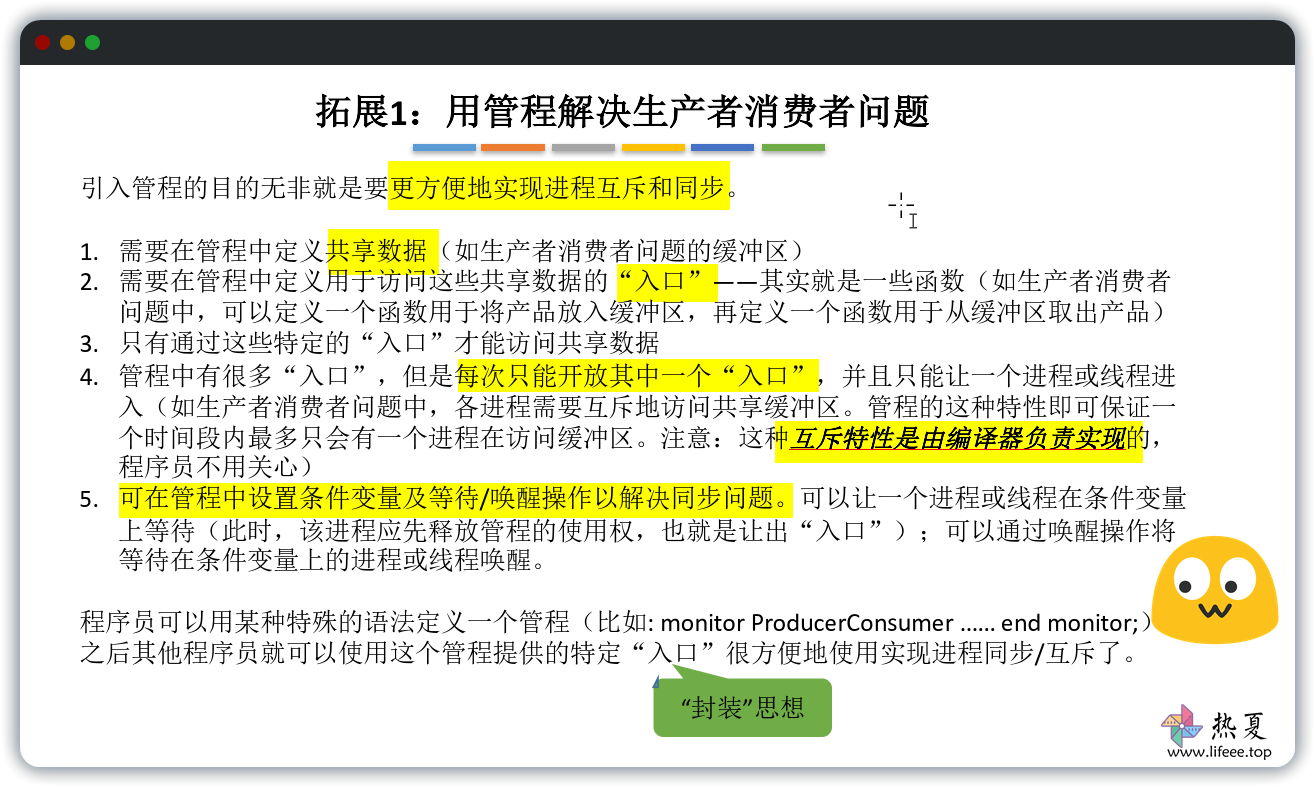 拓展1：用管程解决生产者消费者问题
引入管程的目的无非就是要更方便地实现进程互斥和同步。
1. 需要在管程中定义共享数据（如生产者消费者问题的缓冲区）
2. 需要在管程中定义用于访问这些共享数据的“入口”——其实就是一些函数（如生产者消费者
问题中，可以定义一个函数用于将产品放入缓冲区，再定义一个函数用于从缓冲区取出产品）
3. 只有通过这些特定的“入口”才能访问共享数据
4. 管程中有很多“入口”，但是每次只能开放其中一个“入口”，并且只能让一个进程或线程进
入（如生产者消费者问题中，各进程需要互斥地访问共享缓冲区。管程的这种特性即可保证一
个时间段内最多只会有一个进程在访问缓冲区。注意：这种互斥特性是由编译器负责实现的，
程序员不用关心）
5. 可在管程中设置条件变量及等待/唤醒操作以解决同步问题。可以让一个进程或线程在条件变量
上等待（此时，该进程应先释放管程的使用权，也就是让出“入口”）；可以通过唤醒操作将
等待在条件变量上的进程或线程唤醒。
程序员可以用某种特殊的语法定义一个管程（比如: monitor ProducerConsumer ...... end monitor;）
之后其他程序员就可以使用这个管程提供的特定“入口”很方便地使用实现进程同步/互斥了。
“封装”思想
热夏
www.lifeee.top